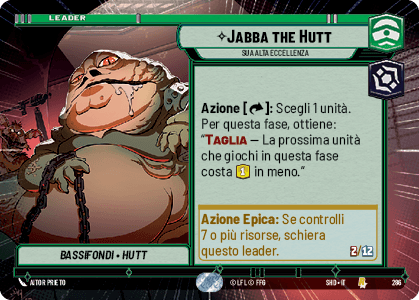 LEADER
✧JABBA THE HUTT
SUA ALTA ECCELLENZA
Azione [↷]: Scegli 1 unità.
Per questa fase, ottiene:
"TAGLIA — La prossima unità
che giochi in questa fase
costa 1 in meno."
Azione Epica: Se controlli
7 o più risorse, schiera
questo leader.
2/12
BASSIFONDI • HUTT
AITOR PRIETO
© LFL © FFG
SHD • IT
286